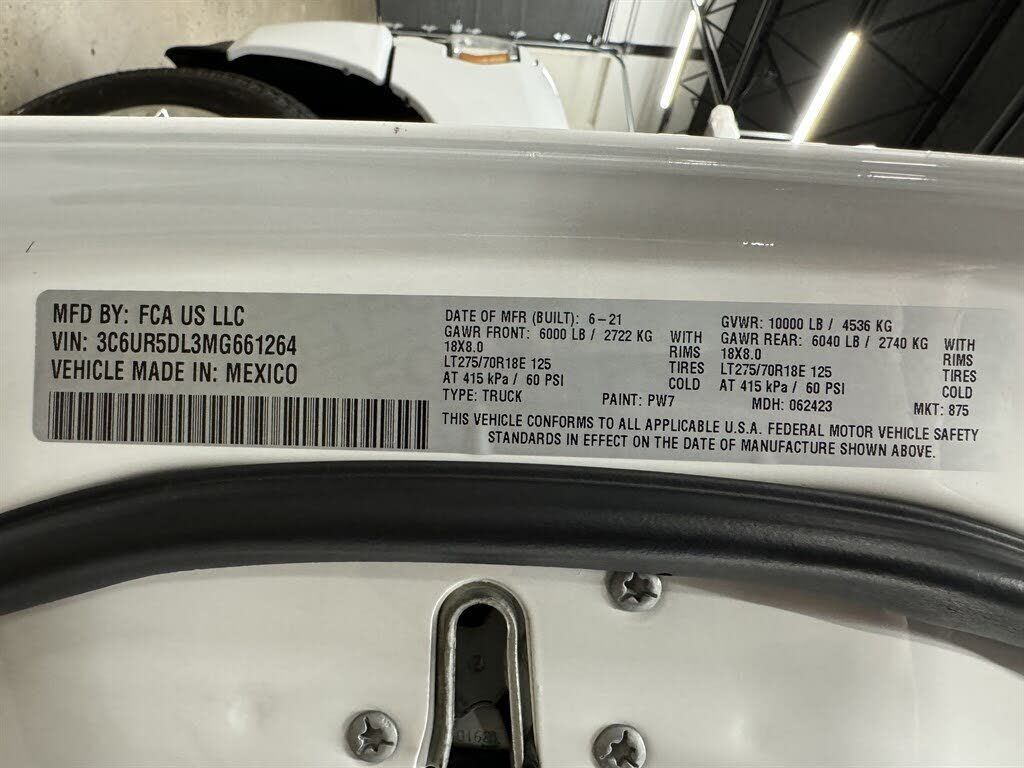 MFD BY: FCA US LLC
VIN: 3C6UR5DL3MG661264
VEHICLE MADE IN: MEXICO
DATE OF MFR (BUILT): 6-21
GAWR FRONT: 6000 LB / 2722 KG WITH
18X8.0 RIMS
LT275/70R18E 125 TIRES
AT 415 kPa / 60 PSI COLD
GVWR: 10000 LB / 4536 KG
GAWR REAR: 6040 LB / 2740 KG WITH
18X8.0 RIMS
LT275/70R18E 125 TIRES
AT 415 kPa / 60 PSI COLD
TYPE: TRUCK PAINT: PW7 MDH: 062423 MKT: 875
THIS VEHICLE CONFORMS TO ALL APPLICABLE U.S.A. FEDERAL MOTOR VEHICLE SAFETY
STANDARDS IN EFFECT ON THE DATE OF MANUFACTURE SHOWN ABOVE.